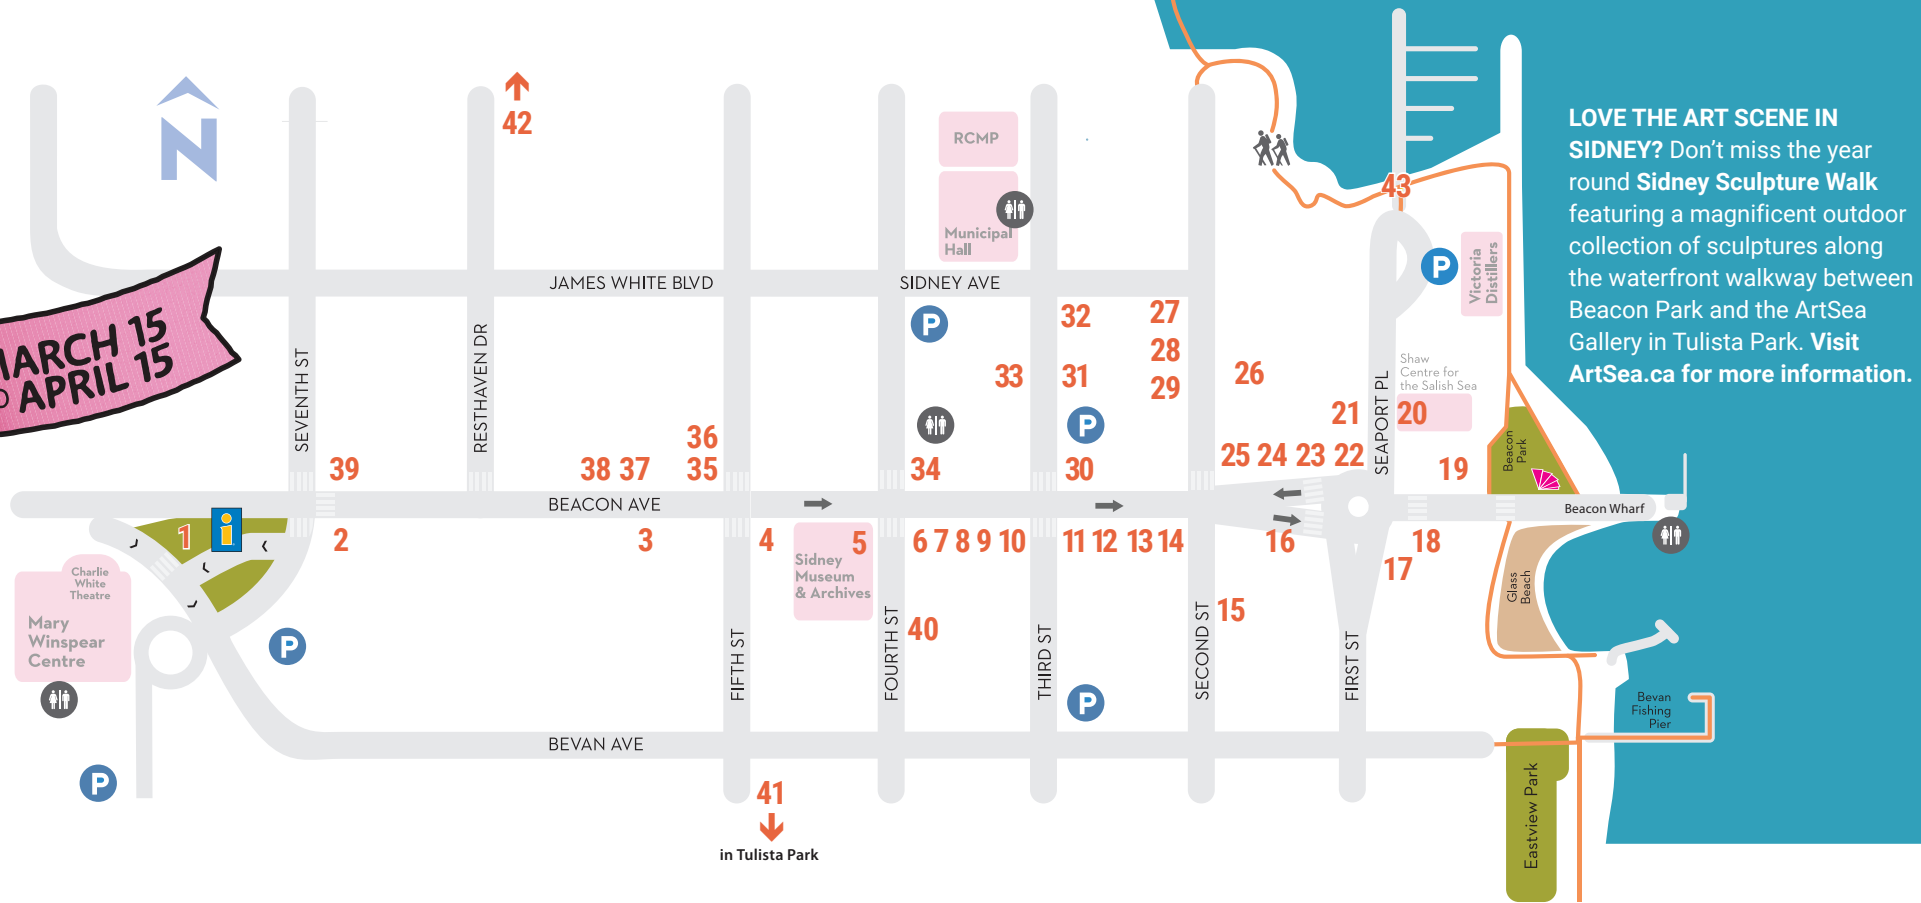 LOVE THE ART SCENE IN
SIDNEY? Don't miss the year
round Sidney Sculpture Walk
featuring a magnificent outdoor
collection of sculptures along
the waterfront walkway between
Beacon Park and the ArtSea
Gallery in Tulista Park. Visit
ArtSea.ca for more information.
N
42
RCMP
Municipal
Hall
43
P
Victoria
Distillers
JAMES WHITE BLVD
SIDNEY AVE
MARCH 15
APRIL 15
SEVENTH ST
RESTHAVEN DR
P
32
27
28
29
33
31
26
Shaw
Centre for
the Salish Sea
SEAPORT PL
21
20
P
36
35
39
38
37
34
30
25
24
23
22
19
Beacon
Park
BEACON AVE
Beacon Wharf
1
i
2
3
4
5
6
7
8
9
10
11
12
13
14
16
18
17
Sidney
Museum
& Archives
Charlie
White
Theatre
Mary
Winspear
Centre
Glass
Beach
15
40
P
FIFTH ST
FOURTH ST
THIRD ST
SECOND ST
FIRST ST
P
Bevan
Fishing
Pier
BEVAN AVE
P
41
in Tulista Park
Eastview Park